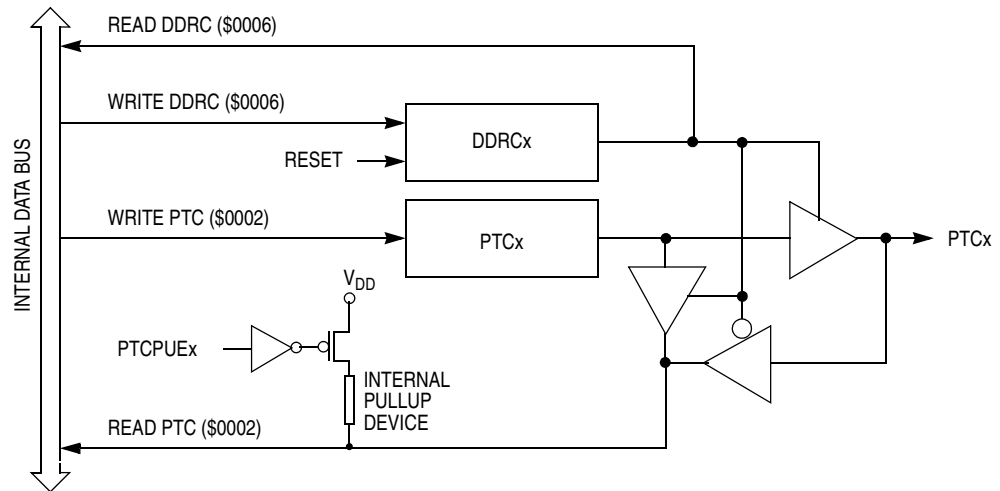 READ DDRC ($0006)
WRITE DDRC ($0006)
DDRCx
RESET
INTERNAL DATA BUS
WRITE PTC ($0002)
PTCx
PTCx
VDD
PTCPUEx
INTERNAL
PULLUP
DEVICE
READ PTC ($0002)